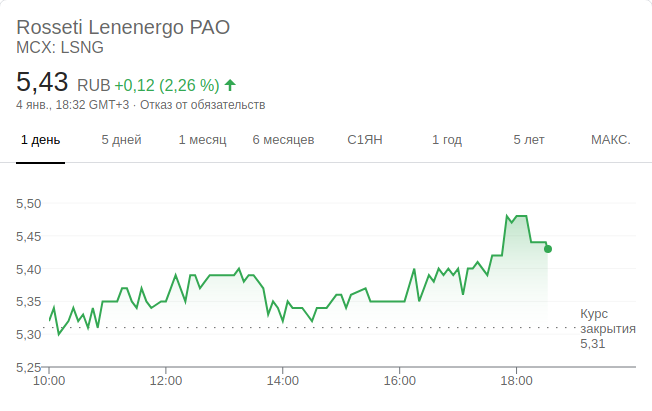 Rosseti Lenenergo PAO
MCX: LSNG
5,43 RUB +0,12 (2,26 %)
4 янв., 18:32 GMT+3 · Отказ от обязательств
1 день 5 дней 1 месяц 6 месяцев С1ЯН 1 год 5 лет МАКС.
5,50
5,45
5,40
5,35
5,30
5,25
Курс
закрытия
5,31
10:00 12:00 14:00 16:00 18:00